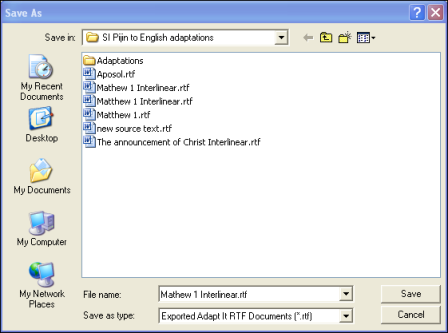 Save As
Save in:
SI Pijin to English adaptations
Adaptations
Aposol.rtf
Mathew 1 Interlinear.rtf
Matthew 1 Interlinear.rtf
Matthew 1.rtf
new source text.rtf
The announcement of Christ Interlinear.rtf
My Recent
Documents
Desktop
My Documents
My Computer
My Network
Places
File name:
Mathew 1 Interlinear.rtf
Save
Save as type:
Exported Adapt It RTF Documents (*.rtf)
Cancel